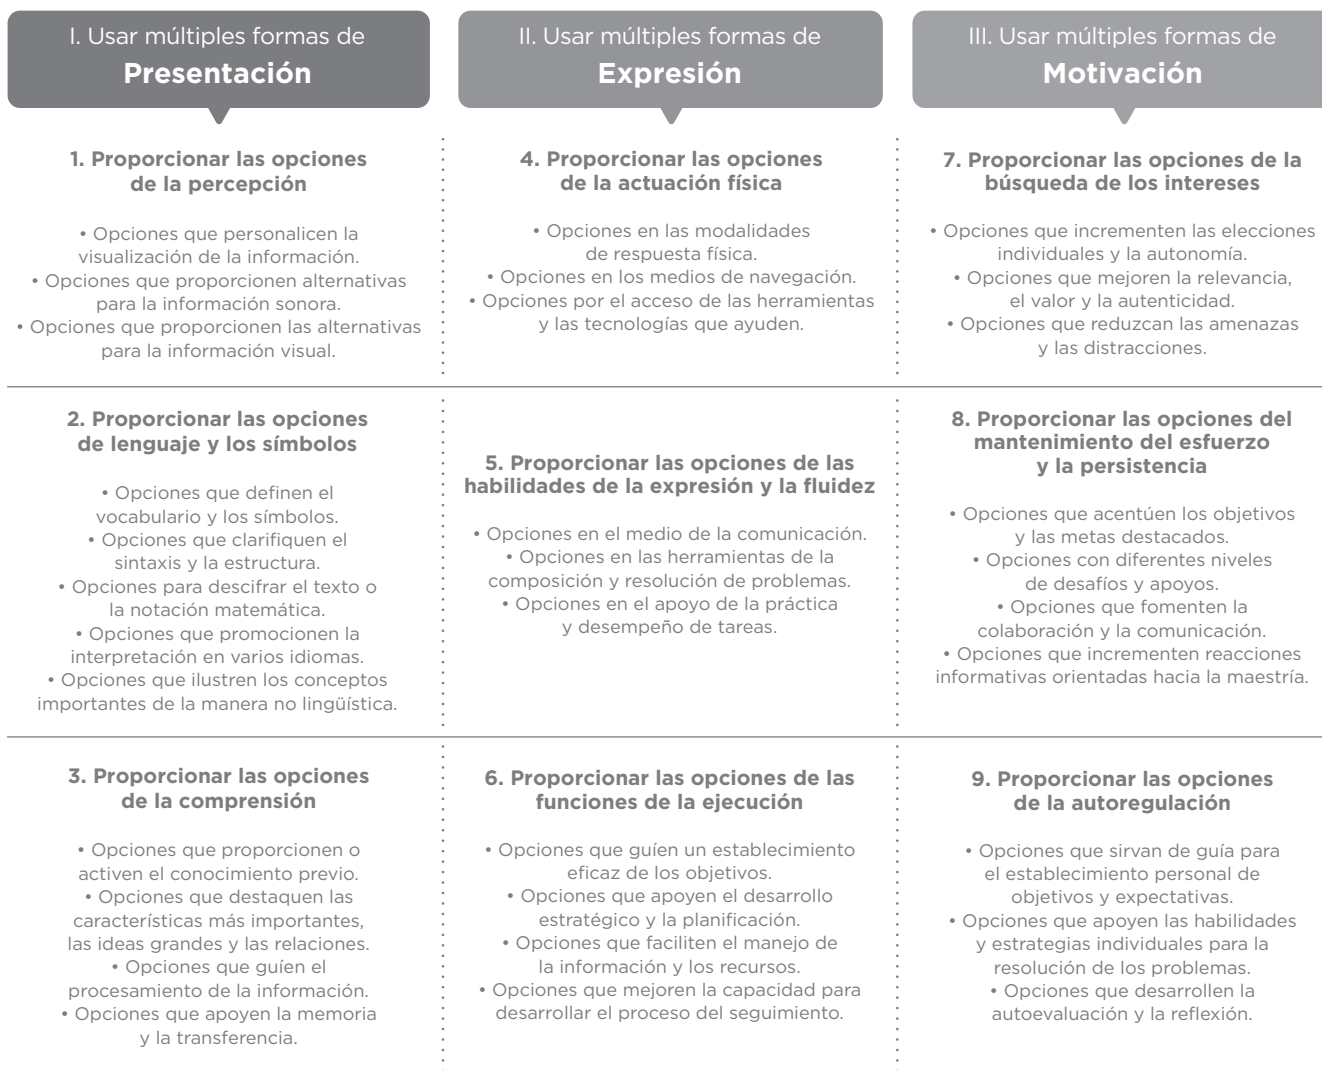 I. Usar múltiples formas de
Presentación
1. Proporcionar las opciones
de la percepción
• Opciones que personalicen la
visualización de la información.
• Opciones que proporcionen alternativas
para la información sonora.
• Opciones que proporcionen las alternativas
para la información visual.
2. Proporcionar las opciones
de lenguaje y los símbolos
• Opciones que definen el
vocabulario y los símbolos.
• Opciones que clarifiquen el
sintaxis y la estructura.
• Opciones para descifrar el texto o
la notación matemática.
• Opciones que promocionen la
interpretación en varios idiomas.
• Opciones que ilustren los conceptos
importantes de la manera no lingüística.
3. Proporcionar las opciones
de la comprensión
• Opciones que proporcionen o
activen el conocimiento previo.
• Opciones que destaquen las
características más importantes,
las ideas grandes y las relaciones.
• Opciones que guíen el
procesamiento de la información.
• Opciones que apoyen la memoria
y la transferencia.
II. Usar múltiples formas de
Expresión
4. Proporcionar las opciones
de la actuación física
• Opciones en las modalidades
de respuesta física.
• Opciones en los medios de navegación.
• Opciones por el acceso de las herramientas
y las tecnologías que ayuden.
5. Proporcionar las opciones de las
habilidades de la expresión y la fluidez
• Opciones en el medio de la comunicación.
• Opciones en las herramientas de la
composición y resolución de problemas.
• Opciones en el apoyo de la práctica
y desempeño de tareas.
6. Proporcionar las opciones de las
funciones de la ejecución
• Opciones que guíen un establecimiento
eficaz de los objetivos.
• Opciones que apoyen el desarrollo
estratégico y la planificación.
• Opciones que faciliten el manejo de
la información y los recursos.
• Opciones que mejoren la capacidad para
desarrollar el proceso del seguimiento.
III. Usar múltiples formas de
Motivación
7. Proporcionar las opciones de la
búsqueda de los intereses
• Opciones que incrementen las elecciones
individuales y la autonomía.
• Opciones que mejoren la relevancia,
el valor y la autenticidad.
• Opciones que reduzcan las amenazas
y las distracciones.
8. Proporcionar las opciones del
mantenimiento del esfuerzo
y la persistencia
• Opciones que acentúen los objetivos
y las metas destacados.
• Opciones con diferentes niveles
de desafíos y apoyos.
• Opciones que fomenten la
colaboración y la comunicación.
• Opciones que incrementen reacciones
informativas orientadas hacia la maestría.
9. Proporcionar las opciones
de la autoregulación
• Opciones que sirvan de guía para
el establecimiento personal de
objetivos y expectativas.
• Opciones que apoyen las habilidades
y estrategias individuales para la
resolución de los problemas.
• Opciones que desarrollen la
autoevaluación y la reflexión.